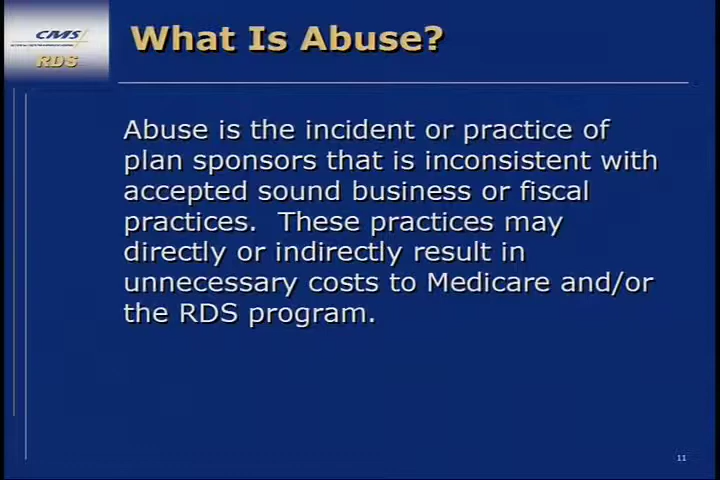 CMS
RDS
What Is Abuse?
Abuse is the incident or practice of
plan sponsors that is inconsistent with
accepted sound business or fiscal
practices.  These practices may
directly or indirectly result in
unnecessary costs to Medicare and/or
the RDS program.
11